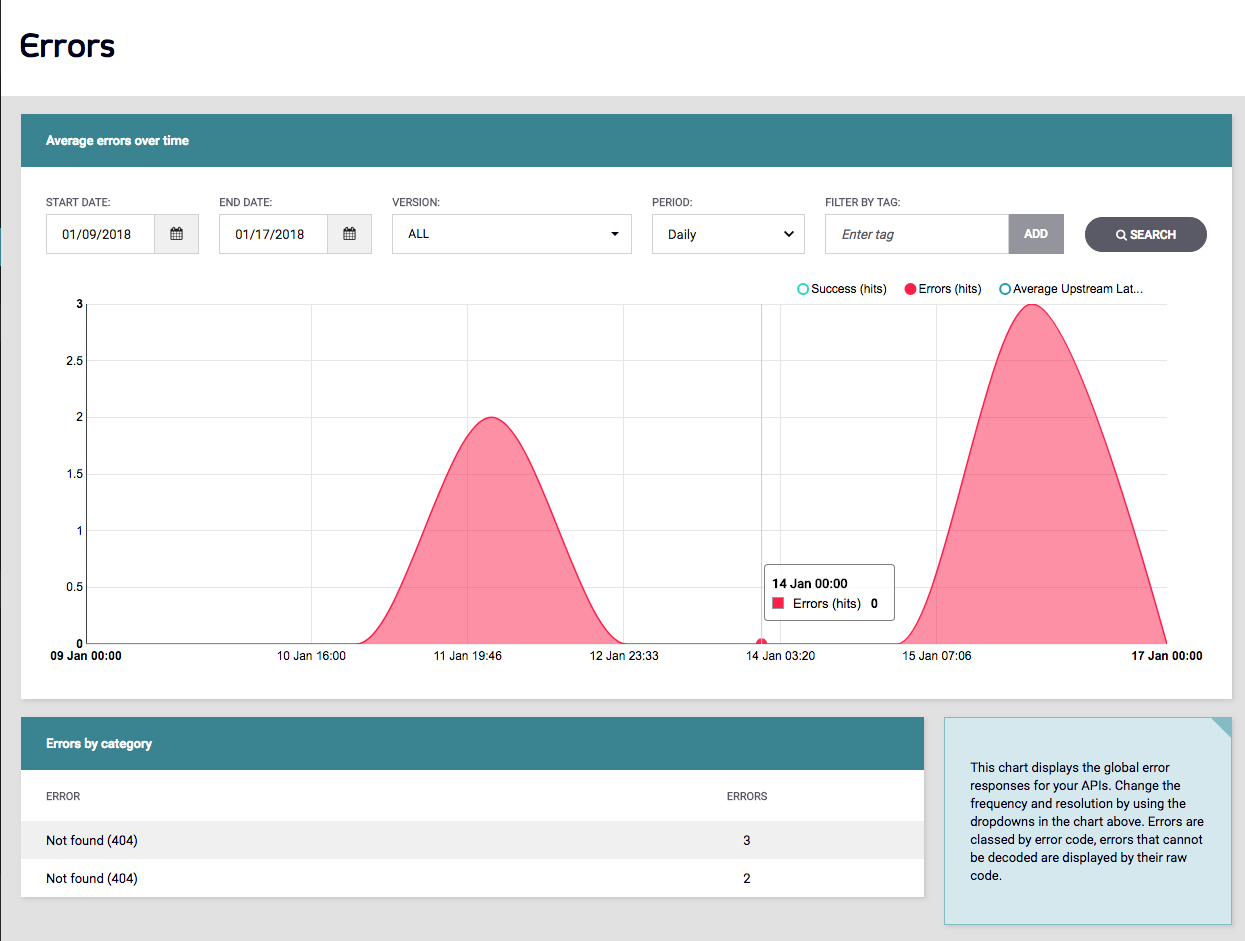 Errors
Average errors over time
START DATE: END DATE: VERSION: PERIOD: FILTER BY TAG:
01/09/2018 01/17/2018 ALL Daily Enter tag ADD SEARCH
Success (hits) Errors (hits) Average Upstream Lat...
3
2.5
2
1.5
1
0.5
0
14 Jan 00:00
Errors (hits) 0
09 Jan 00:00 10 Jan 16:00 11 Jan 19:46 12 Jan 23:33 14 Jan 03:20 15 Jan 07:06 17 Jan 00:00
Errors by category
ERROR ERRORS
Not found (404) 3
Not found (404) 2
This chart displays the global error
responses for your APIs. Change the
frequency and resolution by using the
dropdowns in the chart above. Errors are
classed by error code, errors that cannot
be decoded are displayed by their raw
code.